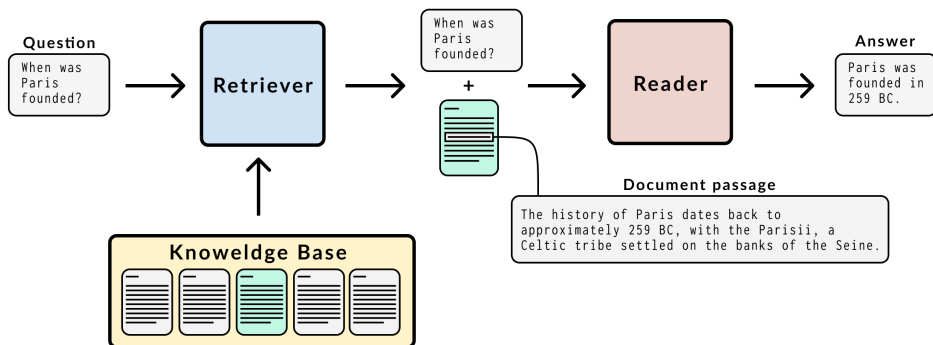 Question
When was
Paris
founded?
Retriever
When was
Paris
founded?
+
Reader
Answer
Paris was
founded in
259 BC.
Document passage
The history of Paris dates back to
approximately 259 BC, with the Parisii, a
Celtic tribe settled on the banks of the Seine.
Knoweldge Base